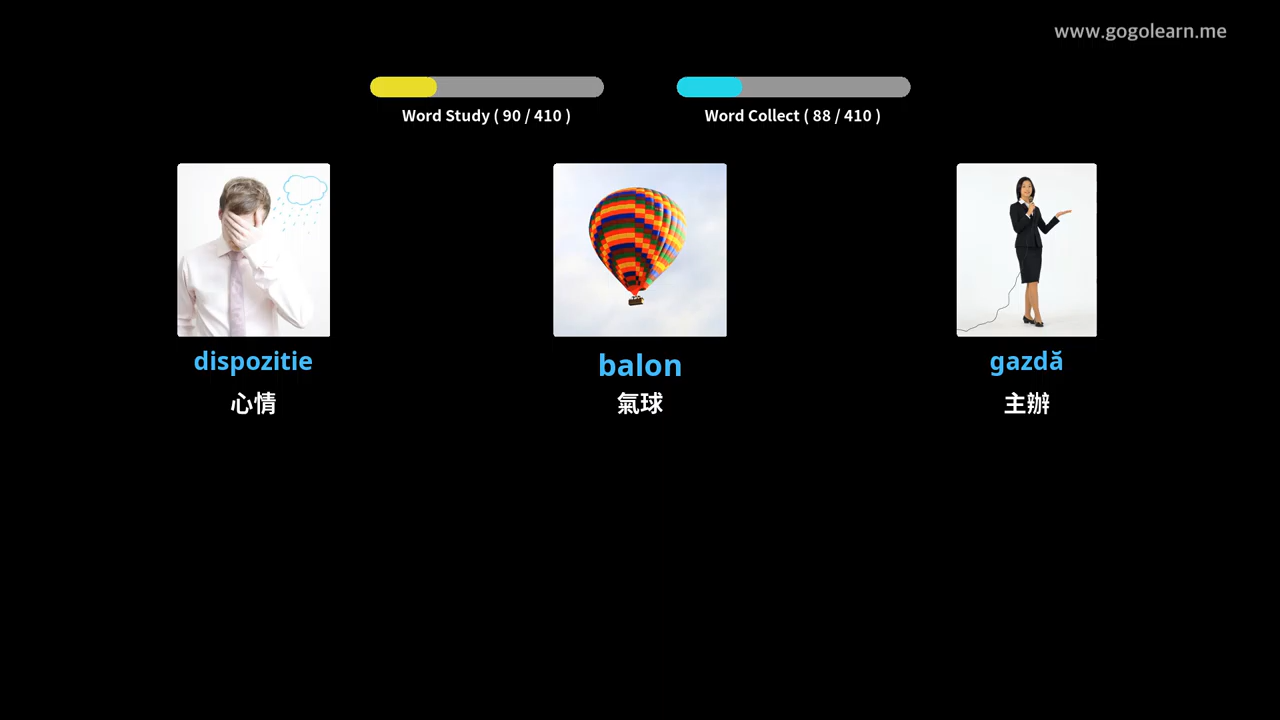 www.gogolearn.me
Word Study ( 90 / 410 )
Word Collect ( 88 / 410 )
dispozitie
balon
gazdă
心情
氣球
主辦